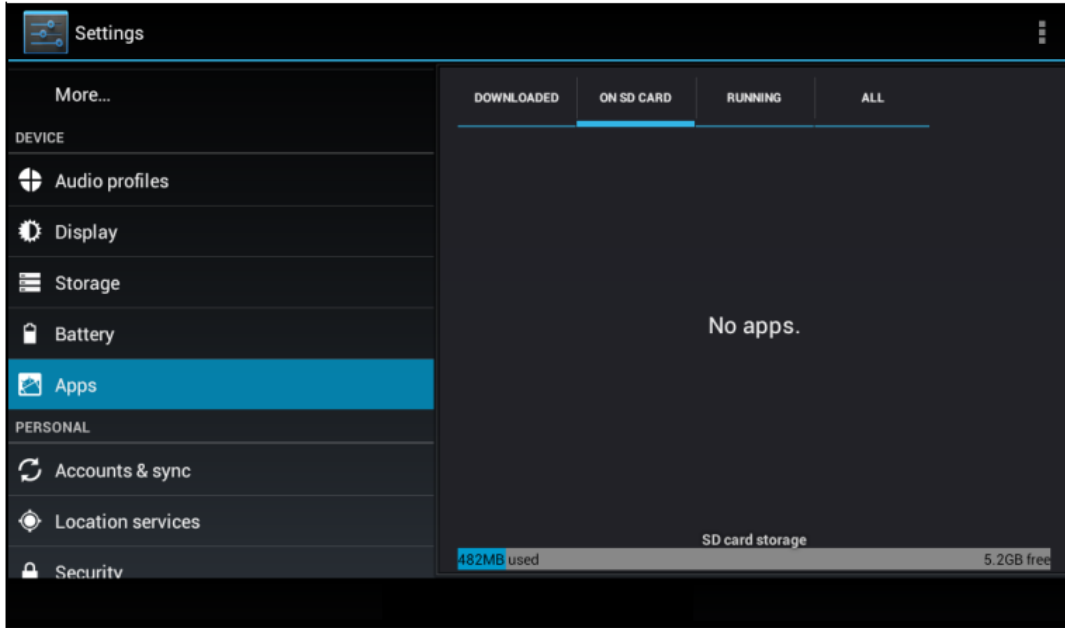 Settings
More...
DEVICE
Audio profiles
Display
Storage
Battery
Apps
PERSONAL
Accounts & sync
Location services
Security
DOWNLOADED ON SD CARD RUNNING ALL
No apps.
SD card storage
482MB used 5.2GB free